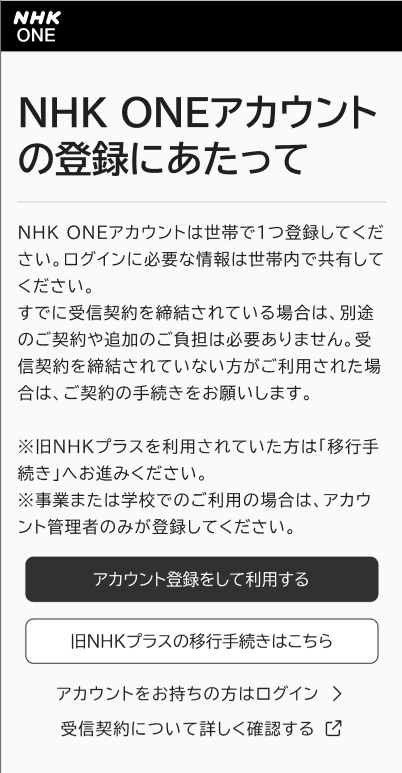 NHK
ONE
NHK ONEアカウント
の登録にあたって
NHK ONEアカウントは世帯で1つ登録してくだ
さい。ログインに必要な情報は世帯内で共有して
ください。
すでに受信契約を締結されている場合は、別途
のご契約や追加のご負担は必要ありません。受
信契約を締結されていない方がご利用された場
合は、ご契約の手続きをお願いします。
※旧NHKプラスを利用されていた方は「移行手
続き」へお進みください。
※事業または学校でのご利用の場合は、アカウ
ント管理者のみが登録してください。
アカウント登録をして利用する
旧NHKプラスの移行手続きはこちら
アカウントをお持ちの方はログイン
受信契約について詳しく確認する